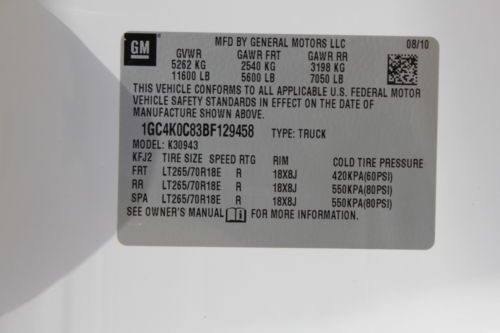 GM MFD BY GENERAL MOTORS LLC 08/10
GVWR GAWR FRT GAWR RR
5262 KG 2540 KG 3198 KG
11600 LB 5600 LB 7050 LB
THIS VEHICLE CONFORMS TO ALL APPLICABLE U.S. FEDERAL MOTOR
VEHICLE SAFETY STANDARDS IN EFFECT ON THE DATE OF
MANUFACTURE SHOWN ABOVE.
1GC4K0C83BF129458 TYPE: TRUCK
MODEL: K30943
KFJ2 TIRE SIZE SPEED RTG RIM COLD TIRE PRESSURE
FRT LT265/70R18E R 18X8J 420KPA(60PSI)
RR LT265/70R18E R 18X8J 550KPA(80PSI)
SPA LT265/70R18E R 18X8J 550KPA(80PSI)
SEE OWNER'S MANUAL FOR MORE INFORMATION.